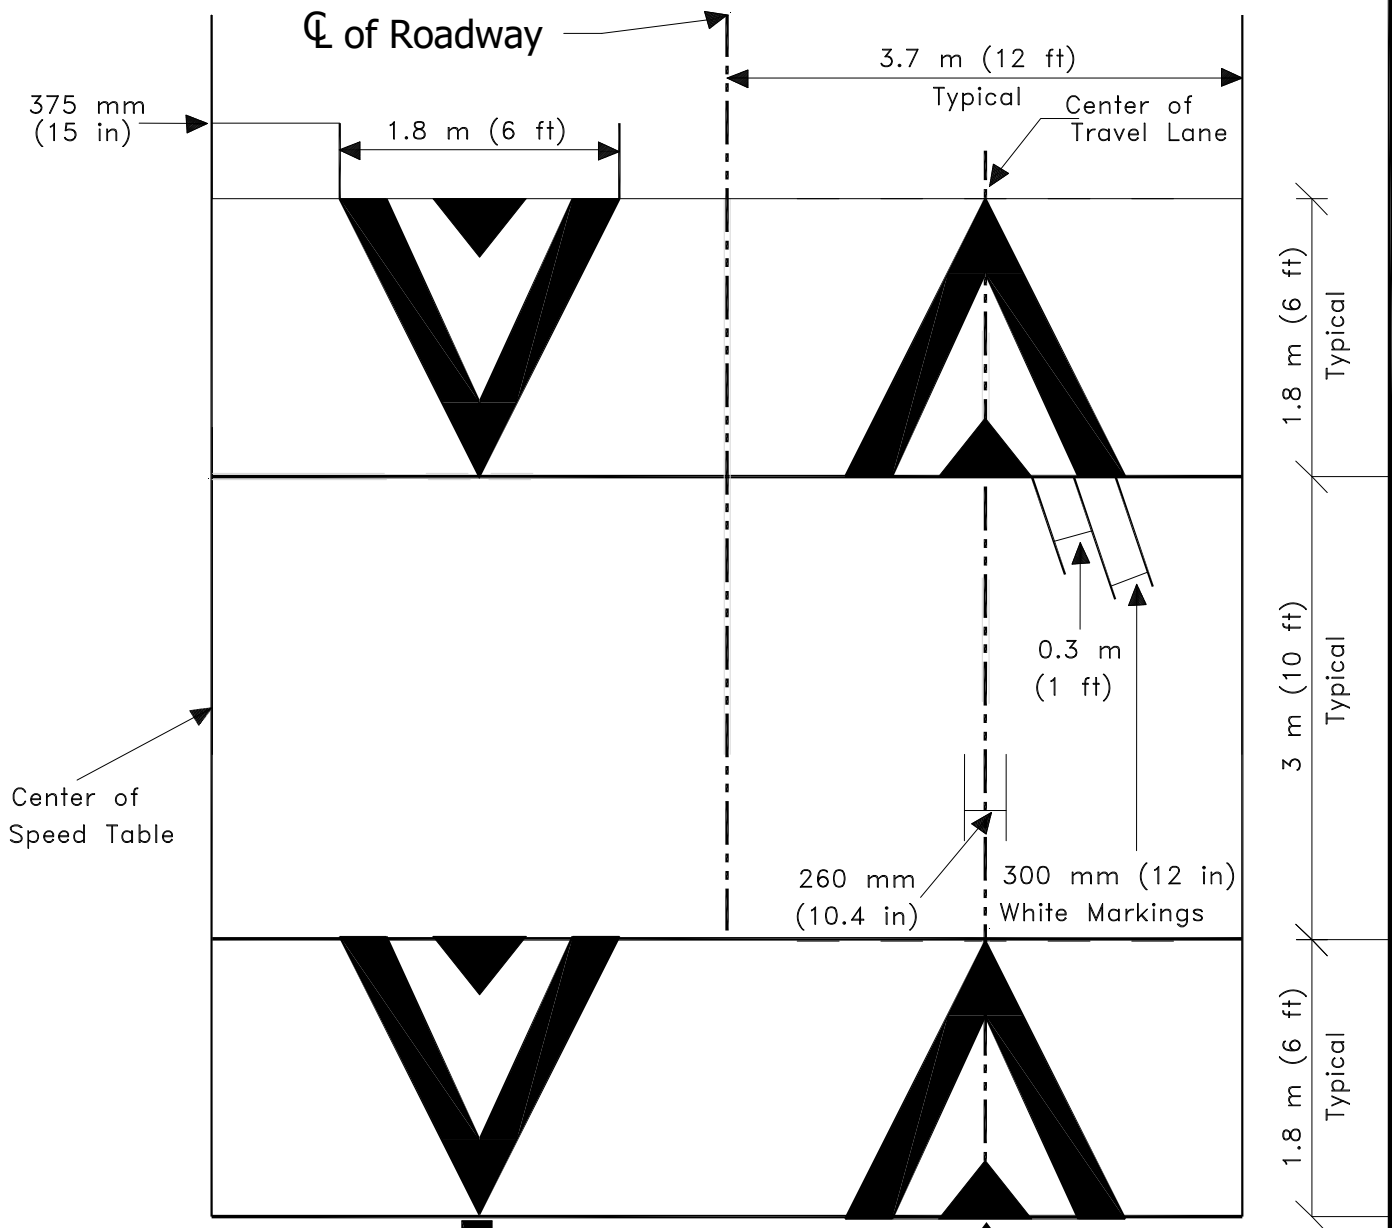 ℄ of Roadway
3.7 m (12 ft)
Typical
Center of
Travel Lane
375 mm
(15 in)
1.8 m (6 ft)
1.8 m (6 ft)
Typical
0.3 m
(1 ft)
3 m (10 ft)
Typical
Center of
Speed Table
260 mm
(10.4 in)
300 mm (12 in)
White Markings
1.8 m (6 ft)
Typical